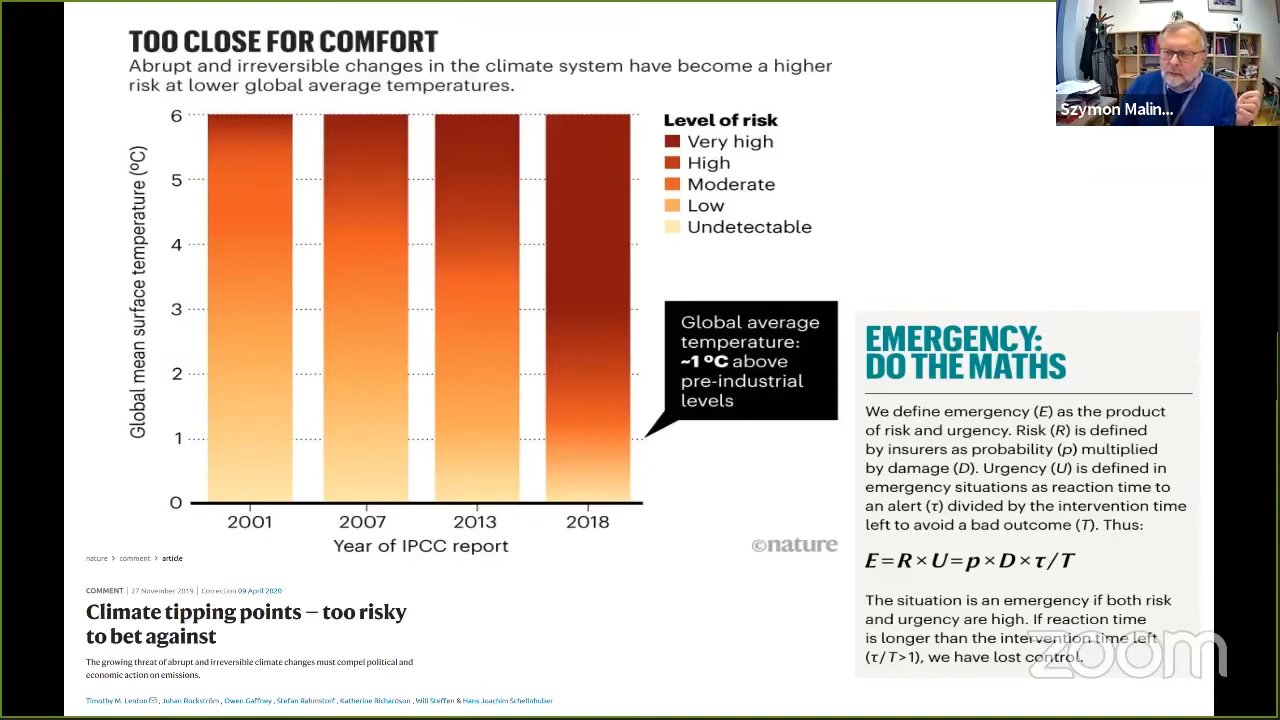 TOO CLOSE FOR COMFORT
Abrupt and irreversible changes in the climate system have become a higher
risk at lower global average temperatures.
Global mean surface temperature (ºC)
6
5
4
3
2
1
0
2001
2007
2013
2018
Year of IPCC report
Level of risk
Very high
High
Moderate
Low
Undetectable
Global average
temperature:
~1 ºC above
pre-industrial
levels
©nature
Szymon Malin...
EMERGENCY:
DO THE MATHS
We define emergency (E) as the product
of risk and urgency. Risk (R) is defined
by insurers as probability (p) multiplied
by damage (D). Urgency (U) is defined in
emergency situations as reaction time to
an alert (τ) divided by the intervention time
left to avoid a bad outcome (T). Thus:
E=R×U=p×D×τ/T
The situation is an emergency if both risk
and urgency are high. If reaction time
is longer than the intervention time left
(τ/T>1), we have lost control.
zoom
nature > comment > article
COMMENT | 27 November 2019 | Correction 09 April 2020
Climate tipping points — too risky
to bet against
The growing threat of abrupt and irreversible climate changes must compel political and
economic action on emissions.
Timothy M. Lenton, Johan Rockström, Owen Gaffney, Stefan Rahmstorf, Katherine Richardson, Will Steffen & Hans Joachim Schellnhuber